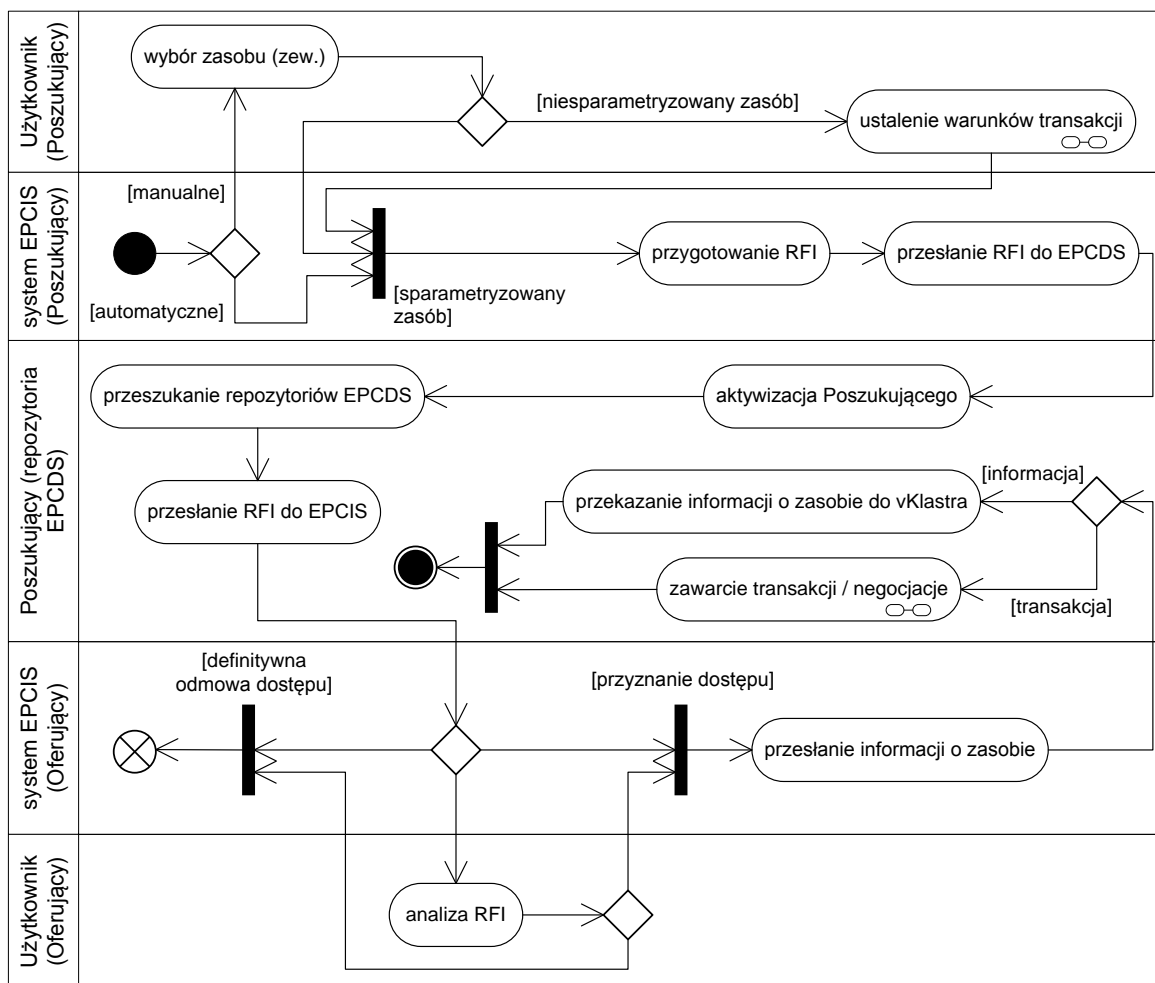 Użytkownik
(Poszukujący)
wybór zasobu (zew.)
[niesparametryzowany zasób]
ustalenie warunków transakcji
system EPCIS
(Poszukujący)
[manualne]
[automatyczne]
[sparametryzowany
zasób]
przygotowanie RFI
przesłanie RFI do EPCDS
Poszukujący (repozytoria
EPCDS)
przeszukanie repozytoriów EPCDS
aktywizacja Poszukującego
przesłanie RFI do EPCIS
[informacja]
przekazanie informacji o zasobie do vKlastra
zawarcie transakcji / negocjacje
[transakcja]
system EPCIS
(Oferujący)
[definitywna
odmowa dostępu]
[przyznanie dostępu]
przesłanie informacji o zasobie
Użytkownik
(Oferujący)
analiza RFI